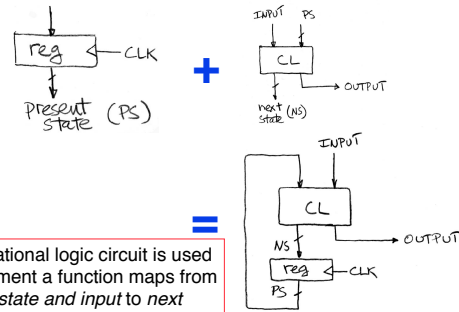 INPUT PS
reg CLK
+
CL
OUTPUT
present
state (PS)
next
state (NS)
INPUT
=
CL
NS
OUTPUT
reg CLK
PS
ational logic circuit is used
ment a function maps from
state and input to next